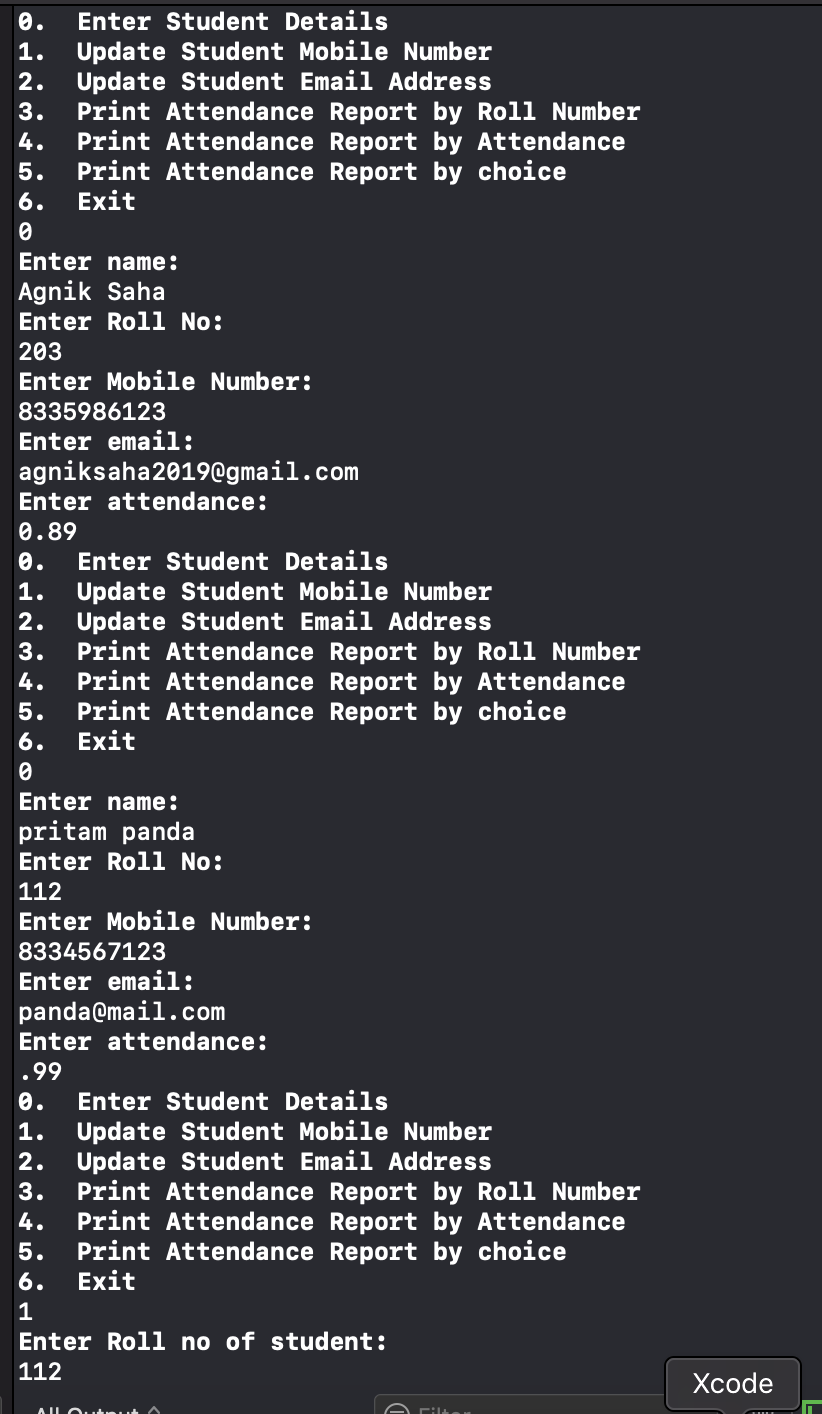 0.  Enter Student Details
1.  Update Student Mobile Number
2.  Update Student Email Address
3.  Print Attendance Report by Roll Number
4.  Print Attendance Report by Attendance
5.  Print Attendance Report by choice
6.  Exit
0
Enter name:
Agnik Saha
Enter Roll No:
203
Enter Mobile Number:
8335986123
Enter email:
agniksaha2019@gmail.com
Enter attendance:
0.89
0.  Enter Student Details
1.  Update Student Mobile Number
2.  Update Student Email Address
3.  Print Attendance Report by Roll Number
4.  Print Attendance Report by Attendance
5.  Print Attendance Report by choice
6.  Exit
0
Enter name:
pritam panda
Enter Roll No:
112
Enter Mobile Number:
8334567123
Enter email:
panda@mail.com
Enter attendance:
.99
0.  Enter Student Details
1.  Update Student Mobile Number
2.  Update Student Email Address
3.  Print Attendance Report by Roll Number
4.  Print Attendance Report by Attendance
5.  Print Attendance Report by choice
6.  Exit
1
Enter Roll no of student:
112
Xcode
All Output
Filter